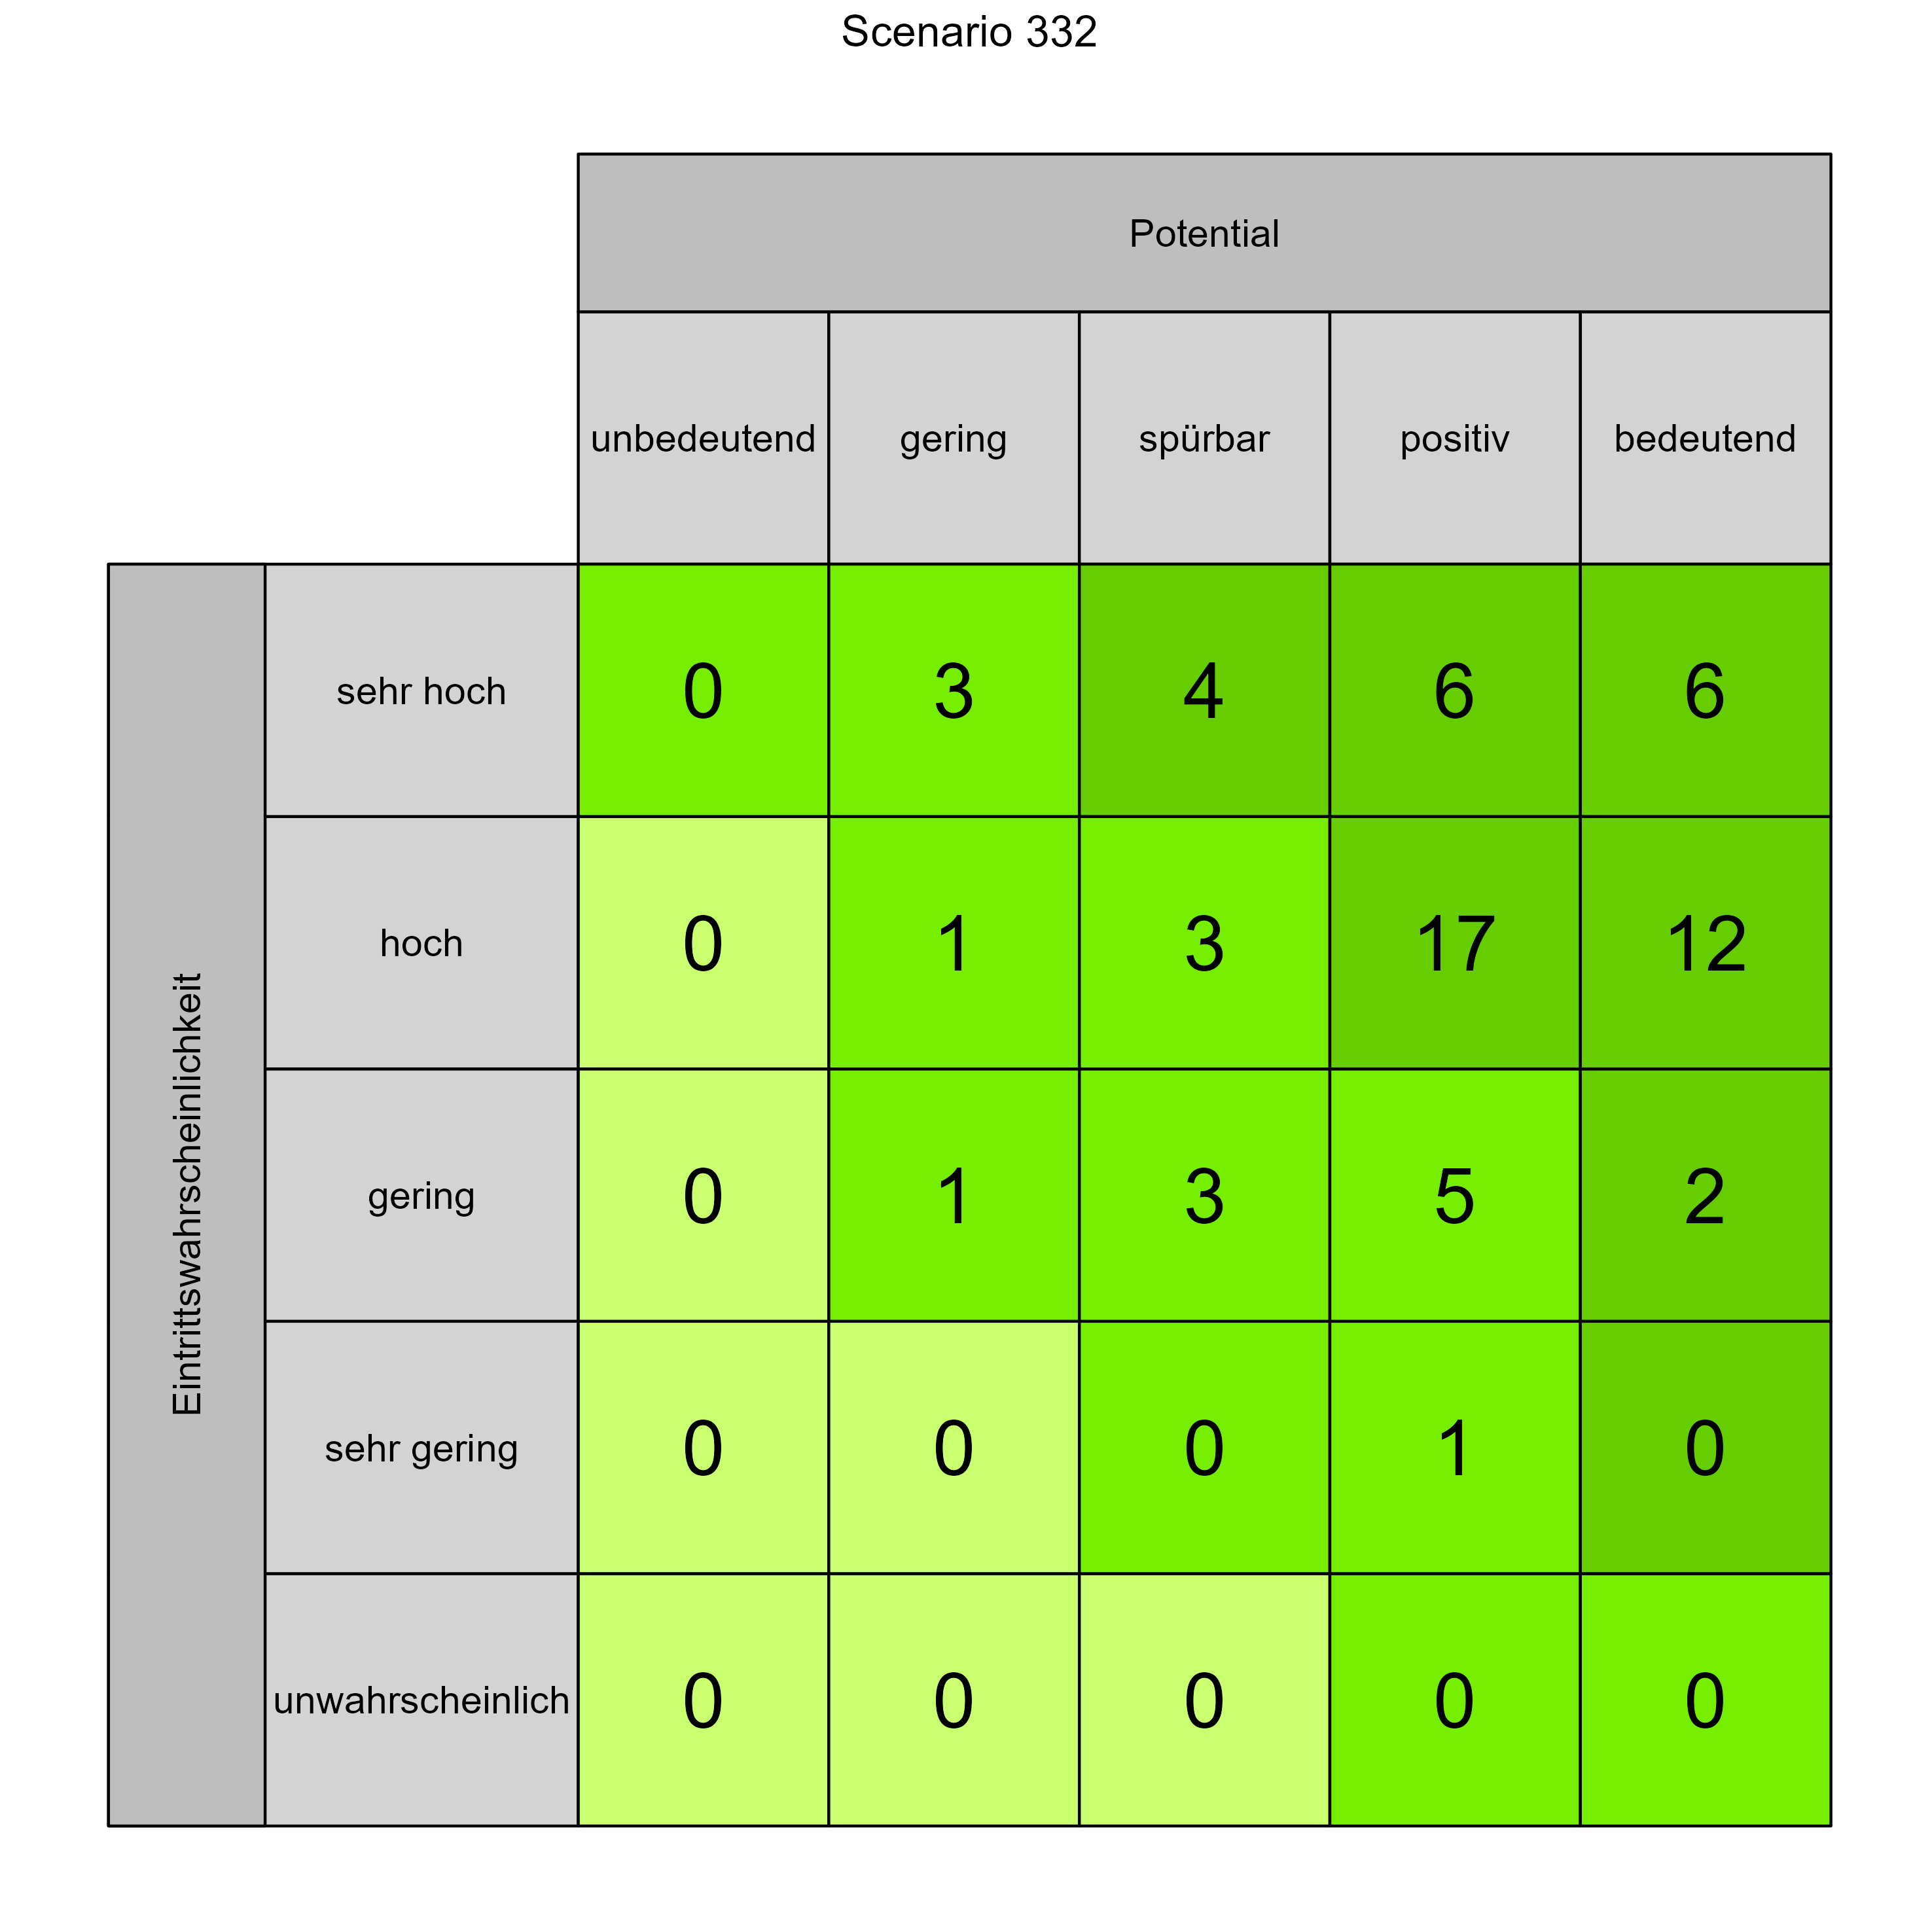 Scenario 332
Potential
unbedeutend gering spürbar positiv bedeutend
Eintrittswahrscheinlichkeit
sehr hoch 0 3 4 6 6
hoch 0 1 3 17 12
gering 0 1 3 5 2
sehr gering 0 0 0 1 0
unwahrscheinlich 0 0 0 0 0